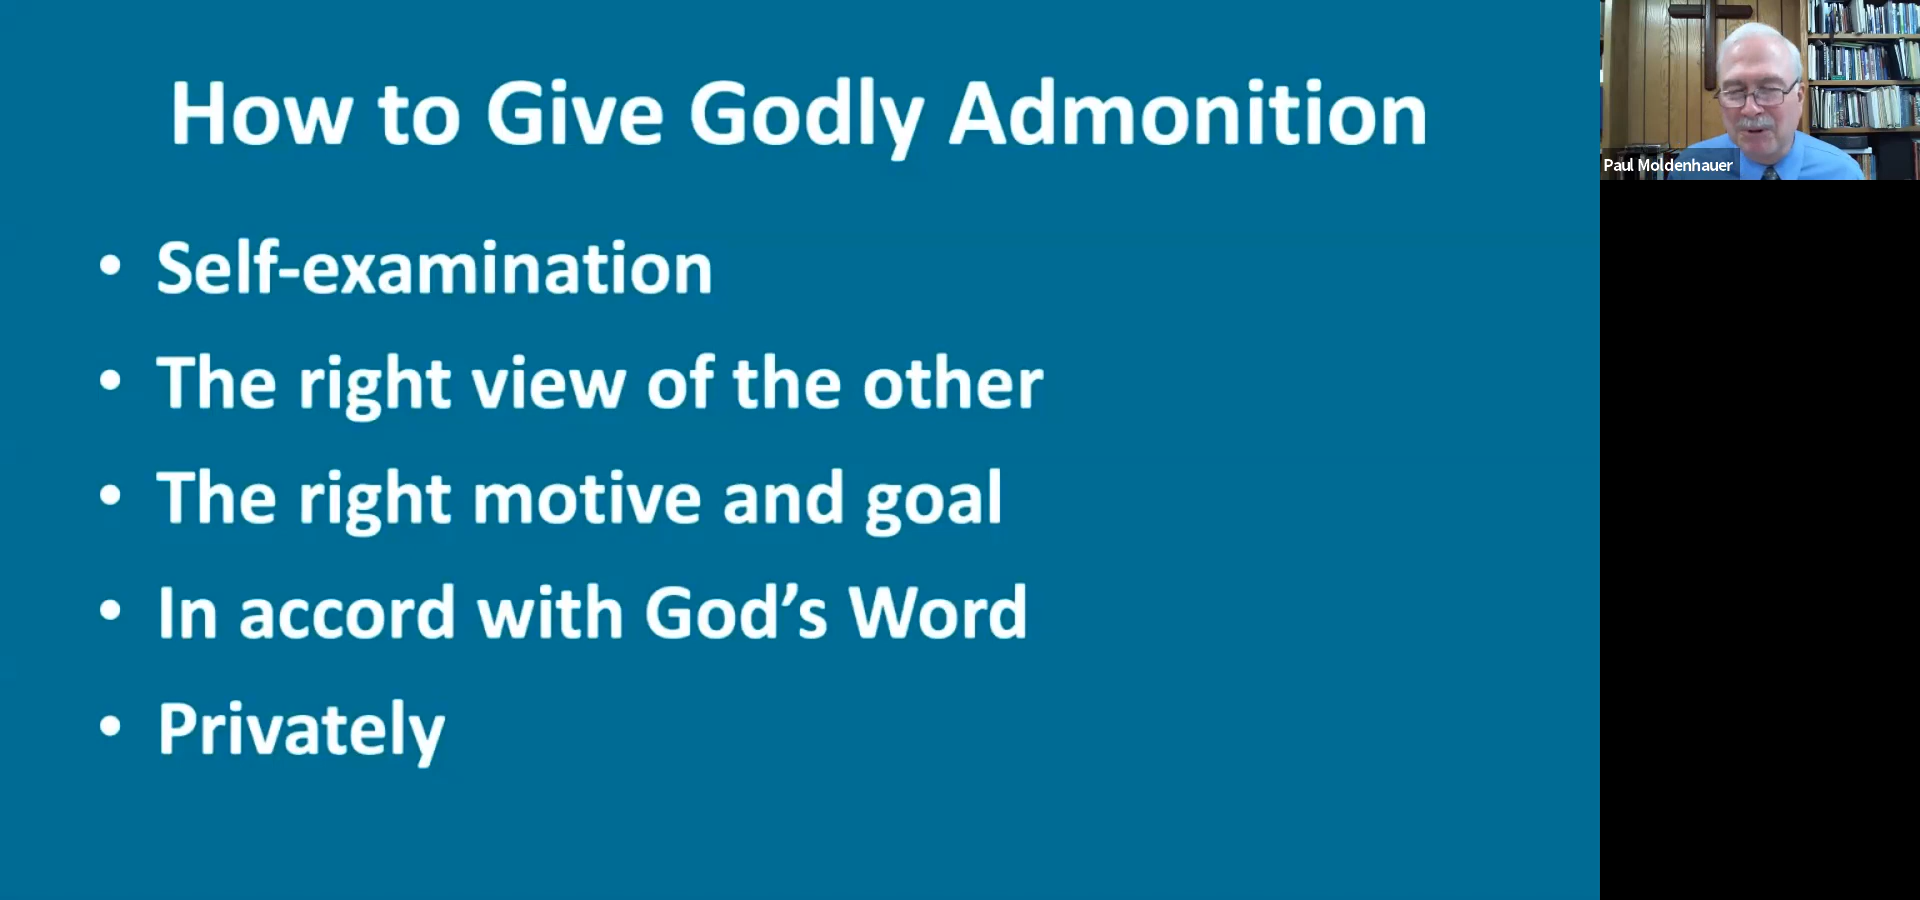 How to Give Godly Admonition
• Self-examination
• The right view of the other
• The right motive and goal
• In accord with God’s Word
• Privately
Paul Moldenhauer